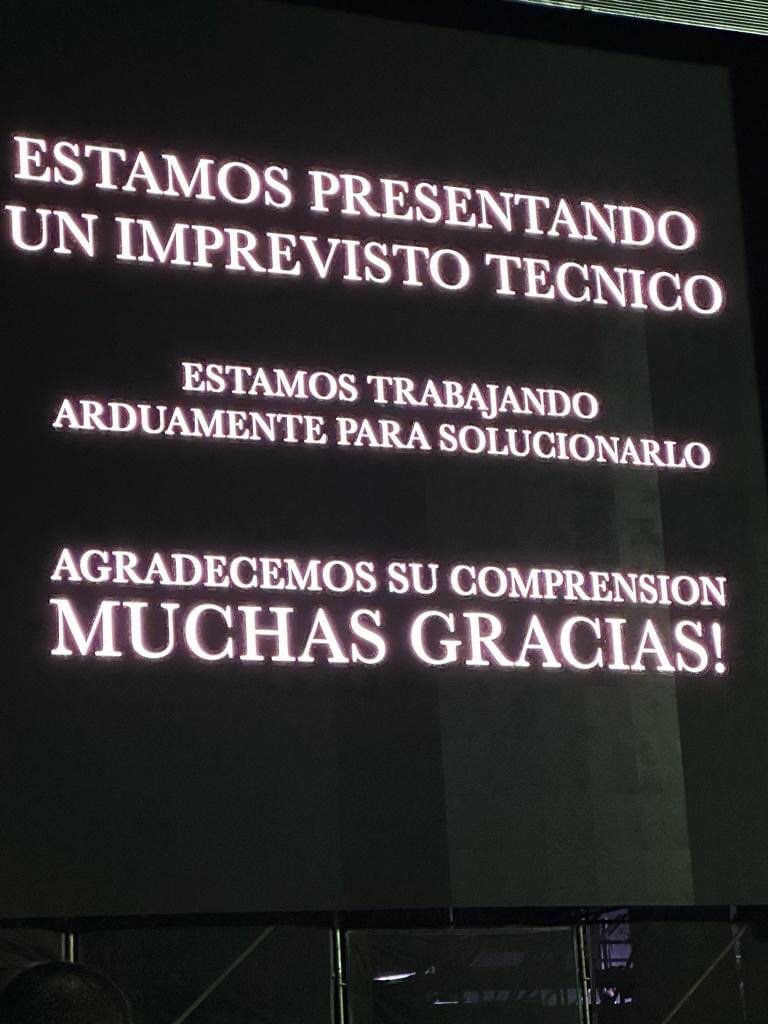 ESTAMOS PRESENTANDO
UN IMPREVISTO TECNICO
ESTAMOS TRABAJANDO
ARDUAMENTE PARA SOLUCIONARLO
AGRADECEMOS SU COMPRENSION
MUCHAS GRACIAS!